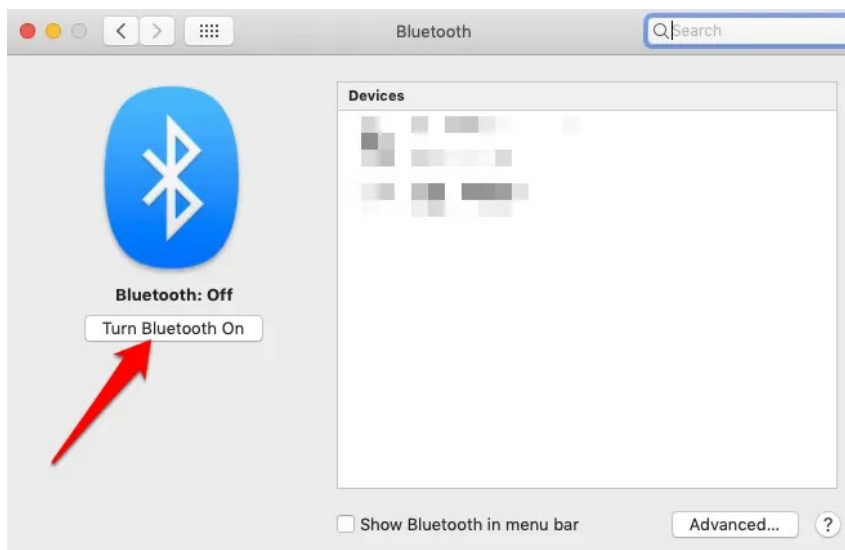 Bluetooth
Search
Devices
Bluetooth: Off
Turn Bluetooth On
Show Bluetooth in menu bar
Advanced...
?